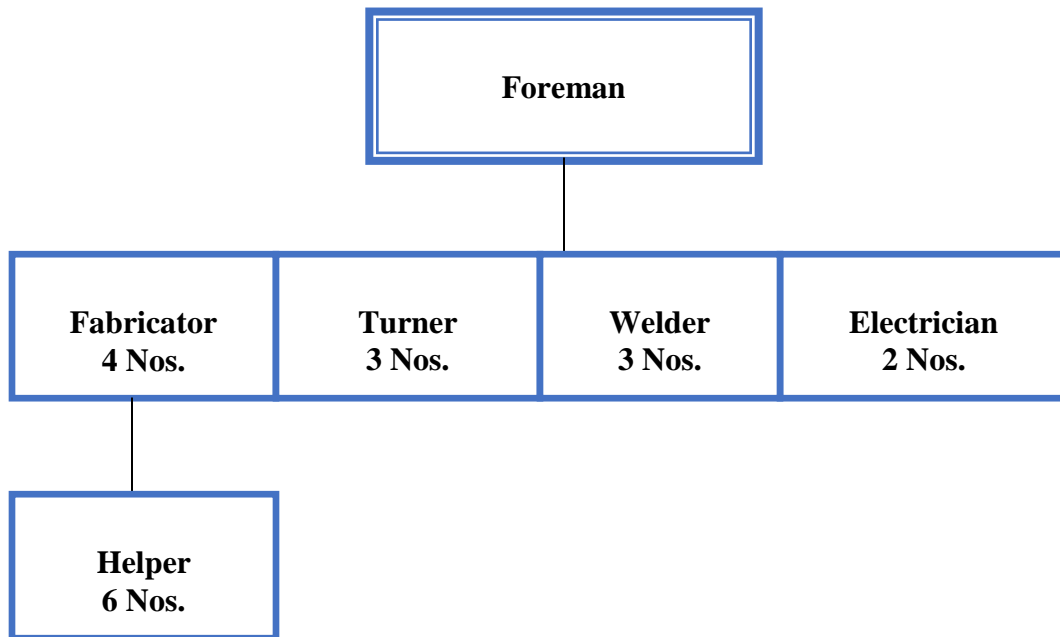 Foreman
Fabricator
4 Nos.
Turner
3 Nos.
Welder
3 Nos.
Electrician
2 Nos.
Helper
6 Nos.